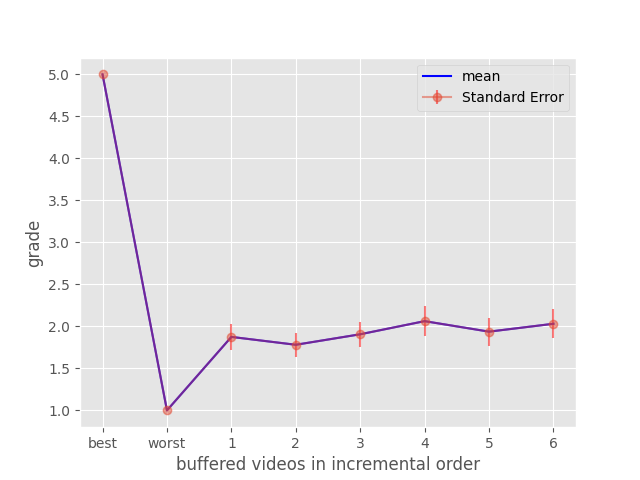 mean
Standard Error
5.0
4.5
4.0
3.5
3.0
2.5
2.0
1.5
1.0
grade
best worst 1 2 3 4 5 6
buffered videos in incremental order